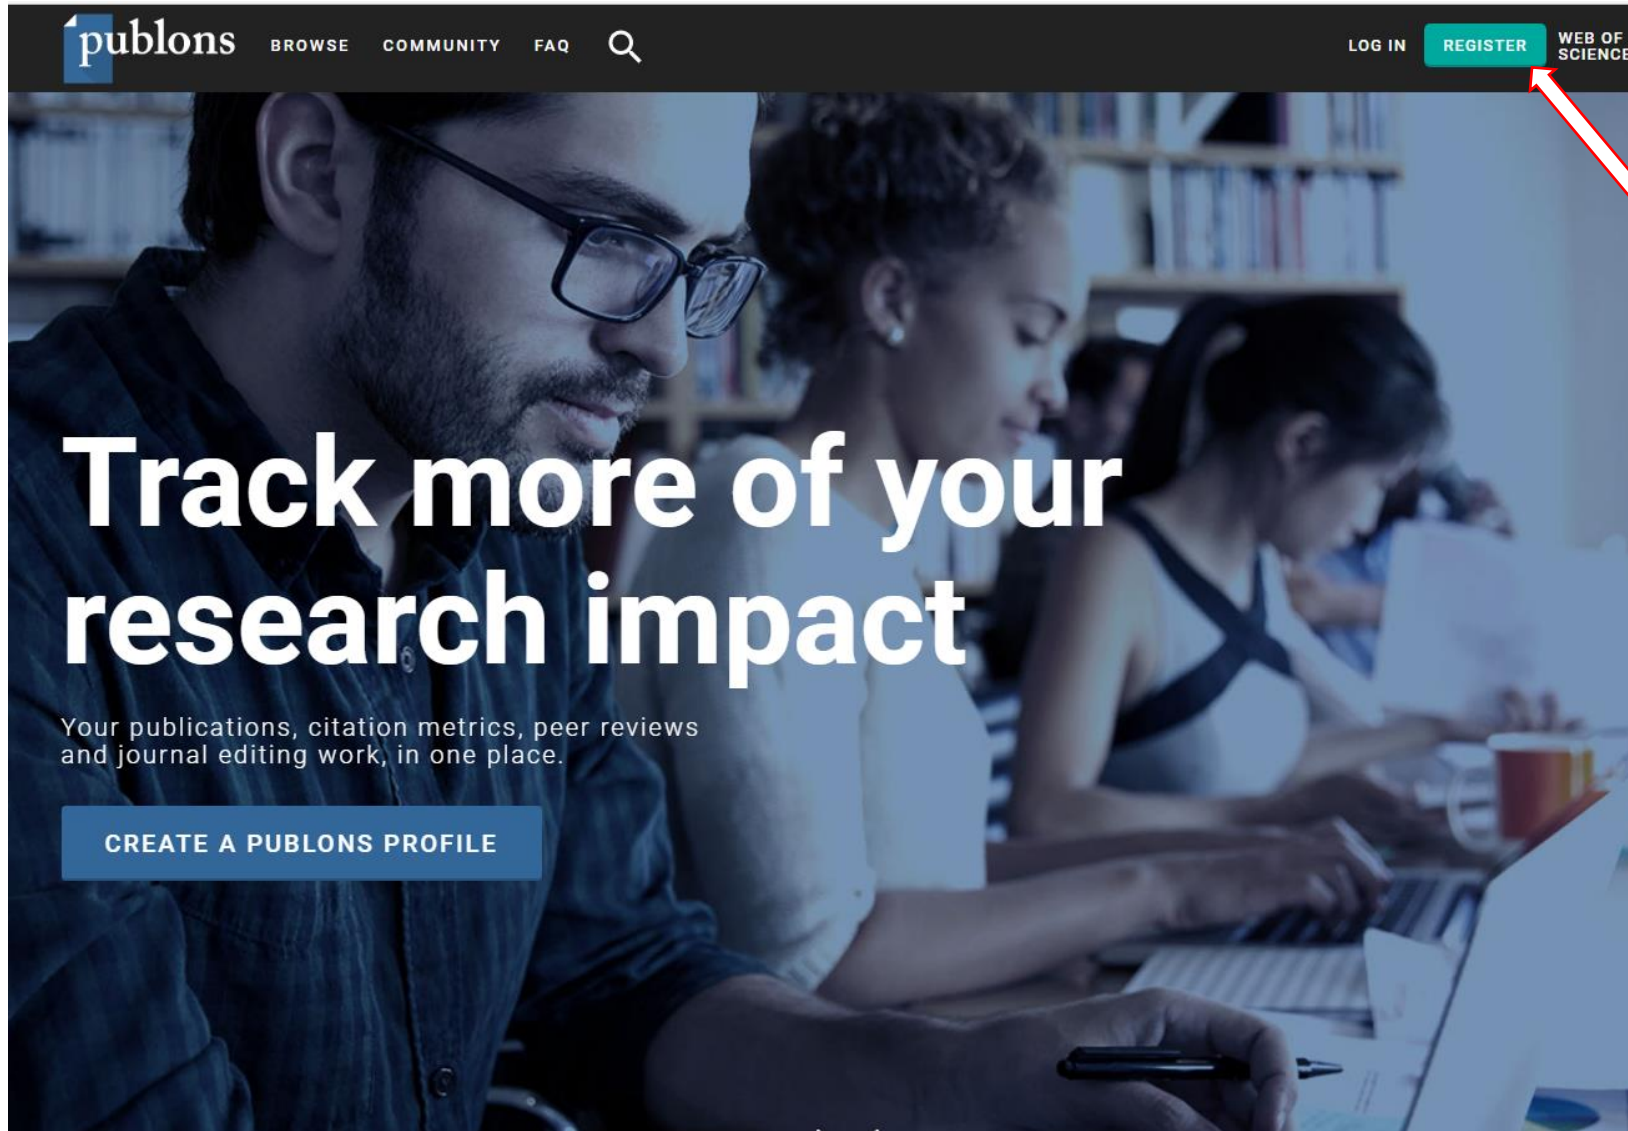 publons
BROWSE COMMUNITY FAQ
LOG IN REGISTER WEB OF
SCIENCE
Track more of your
research impact
Your publications, citation metrics, peer reviews
and journal editing work, in one place.
CREATE A PUBLONS PROFILE